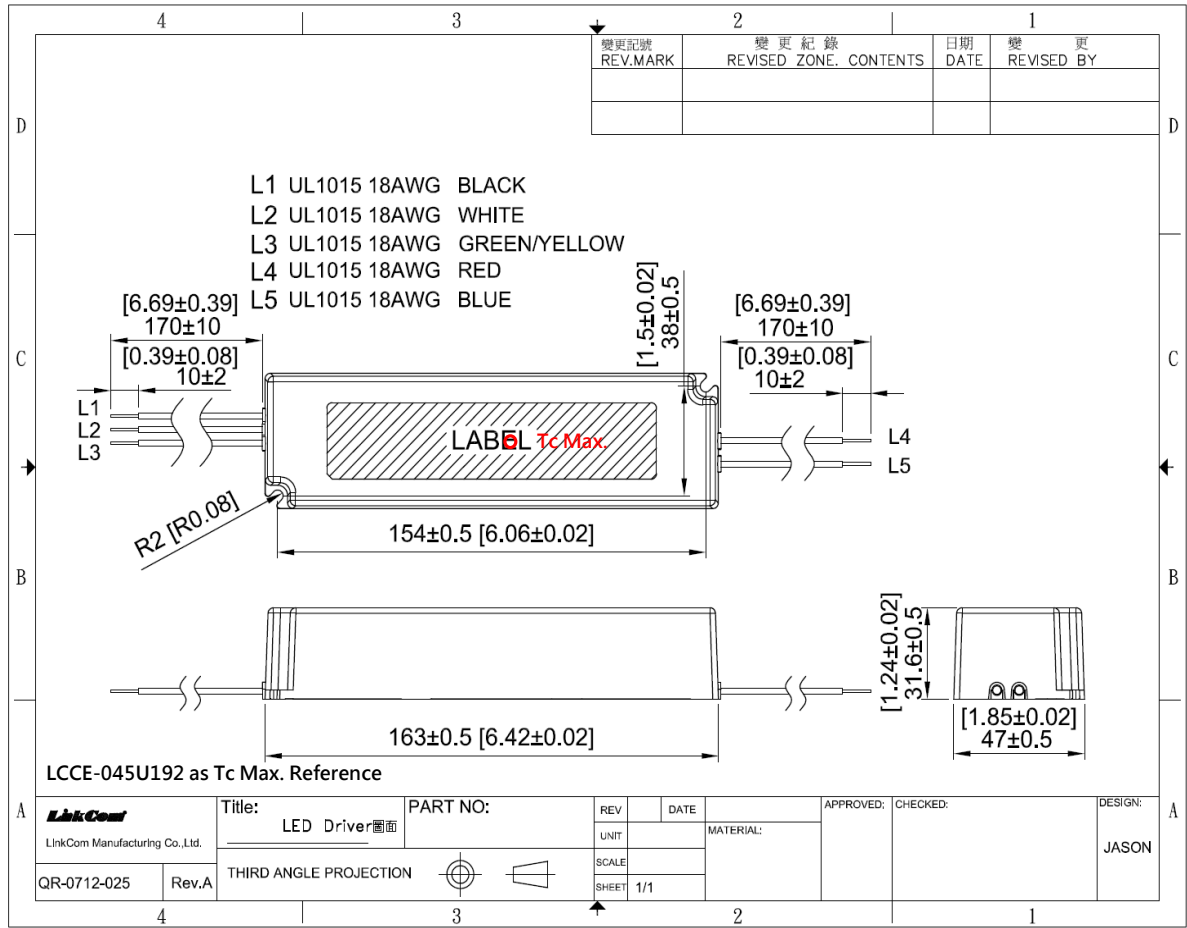 4 3 2 1
變更記號 變 更 紀 錄 日期 變 更
REV.MARK REVISED ZONE. CONTENTS DATE REVISED BY
D D
L1 UL1015 18AWG BLACK
L2 UL1015 18AWG WHITE
L3 UL1015 18AWG GREEN/YELLOW
L4 UL1015 18AWG RED
L5 UL1015 18AWG BLUE
[6.69±0.39]
170±10
[0.39±0.08]
10±2
[1.5±0.02]
38±0.5
[6.69±0.39]
170±10
[0.39±0.08]
10±2
C C
L1
L2
L3
LABEL Tc Max.
L4
L5
R2 [R0.08]
154±0.5 [6.06±0.02]
B B
[1.24±0.02]
31.6±0.5
[1.85±0.02]
47±0.5
163±0.5 [6.42±0.02]
LCCE-045U192 as Tc Max. Reference
A A
LinkCom
LinkCom Manufacturing Co.,Ltd.
QR-0712-025 Rev.A
Title:
LED Driver圖面
PART NO:
THIRD ANGLE PROJECTION
REV DATE
UNIT
SCALE
SHEET 1/1
MATERIAL:
APPROVED; CHECKED:
DESIGN:
JASON
4 3 2 1